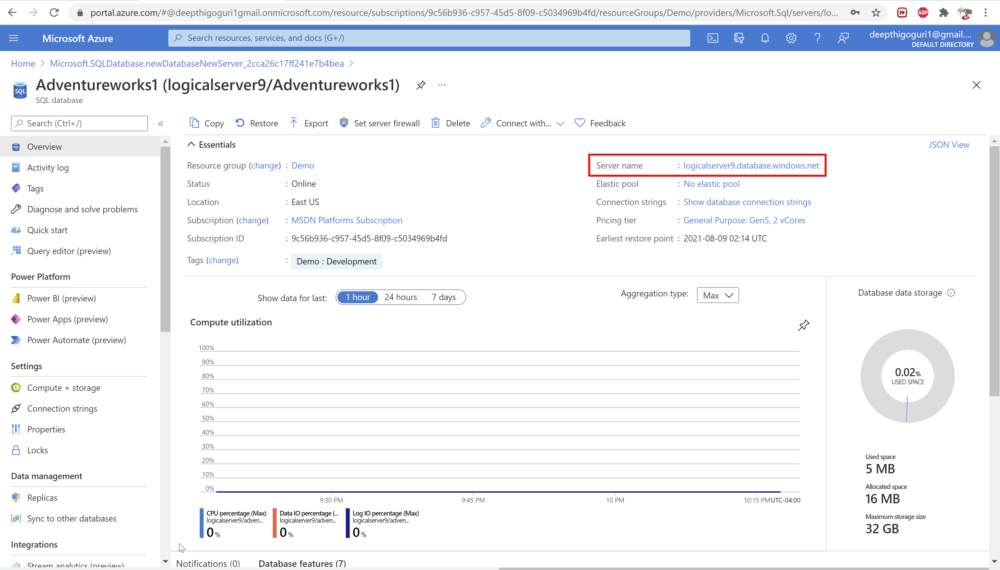 portal.azure.com/#@deepthigoguri1gmail.onmicrosoft.com/resource/subscriptions/9c56b936-c957-45d5-8f09-c5034969b4fd/resourceGroups/Demo/providers/Microsoft.Sql/servers/lo...
ABP
Microsoft Azure
Search resources, services, and docs (G+/)
deepthigoguri1@gmail....
DEFAULT DIRECTORY
Home > Microsoft.SQLDatabase.newDatabaseNewServer_2cca26c17ff241e7b4bea >
SQL
Adventureworks1 (logicalserver9/Adventureworks1) ...
SQL database
Search (Ctrl+/) «
Copy Restore Export Set server firewall Delete Connect with... Feedback
SQL Overview
Activity log
Tags
Diagnose and solve problems
Quick start
Query editor (preview)
Power Platform
Power BI (preview)
Power Apps (preview)
Power Automate (preview)
Settings
Compute + storage
Connection strings
Properties
Locks
Data management
Replicas
Sync to other databases
Integrations
Stream analytics (preview)
Essentials
JSON View
Resource group (change) : Demo
Status : Online
Location : East US
Subscription (change) : MSDN Platforms Subscription
Subscription ID : 9c56b936-c957-45d5-8f09-c5034969b4fd
Tags (change) : Demo : Development
Server name : logicalserver9.database.windows.net
Elastic pool : No elastic pool
Connection strings : Show database connection strings
Pricing tier : General Purpose: Gen5, 2 vCores
Earliest restore point : 2021-08-09 02:14 UTC
Show data for last: 1 hour 24 hours 7 days
Aggregation type: Max
Compute utilization
100%
90%
80%
70%
60%
50%
40%
30%
20%
10%
0%
9:30 PM 9:45 PM 10 PM 10:15 PM UTC-04:00
CPU percentage (Max)
logicalserver9/adven...
0 %
Data IO percentage (...
logicalserver9/adven...
0 %
Log IO percentage (Max)
logicalserver9/adven...
0 %
Database data storage
0.02%
USED SPACE
Used space
5 MB
Allocated space
16 MB
Maximum storage size
32 GB
Notifications (0) Database features (7)